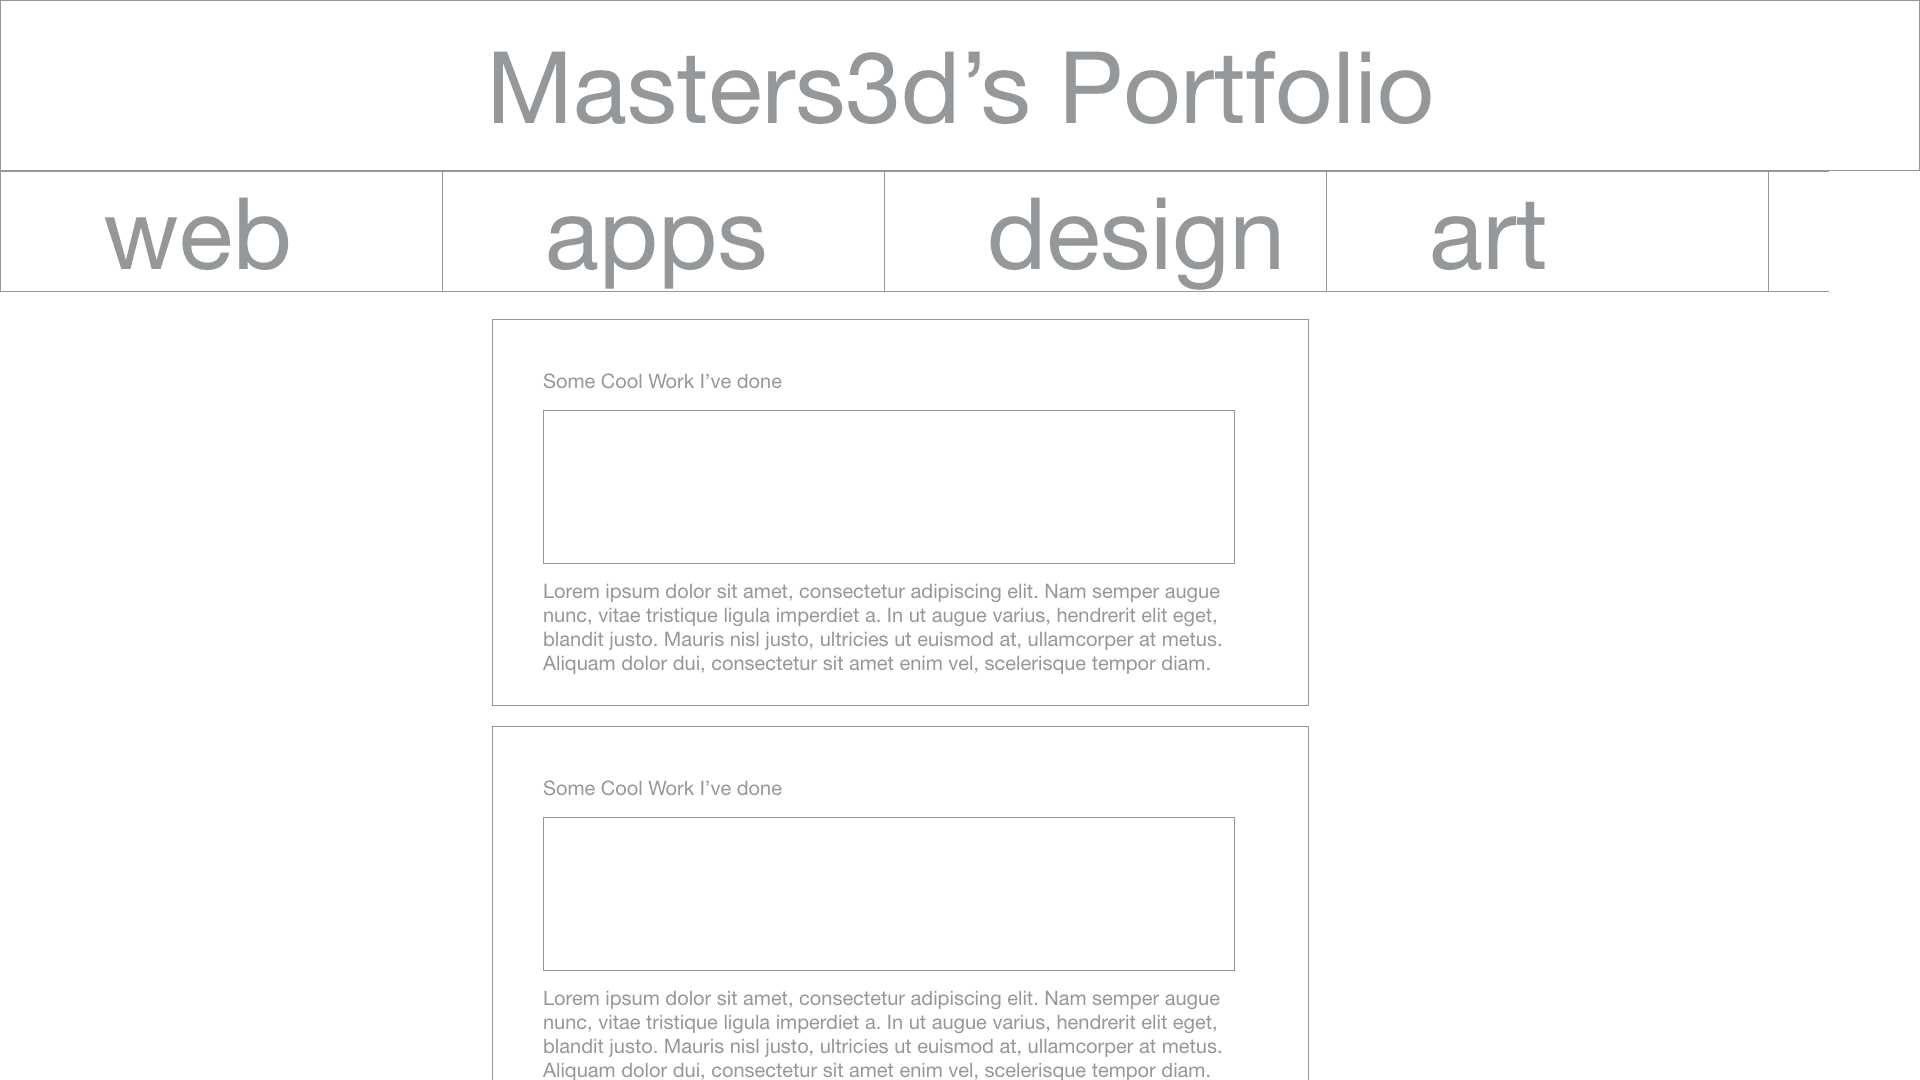 Masters3d’s Portfolio
web
apps
design
art
Some Cool Work I’ve done
Lorem ipsum dolor sit amet, consectetur adipiscing elit. Nam semper augue
nunc, vitae tristique ligula imperdiet a. In ut augue varius, hendrerit elit eget,
blandit justo. Mauris nisl justo, ultricies ut euismod at, ullamcorper at metus.
Aliquam dolor dui, consectetur sit amet enim vel, scelerisque tempor diam.
Some Cool Work I’ve done
Lorem ipsum dolor sit amet, consectetur adipiscing elit. Nam semper augue
nunc, vitae tristique ligula imperdiet a. In ut augue varius, hendrerit elit eget,
blandit justo. Mauris nisl justo, ultricies ut euismod at, ullamcorper at metus.
Aliquam dolor dui, consectetur sit amet enim vel, scelerisque tempor diam.